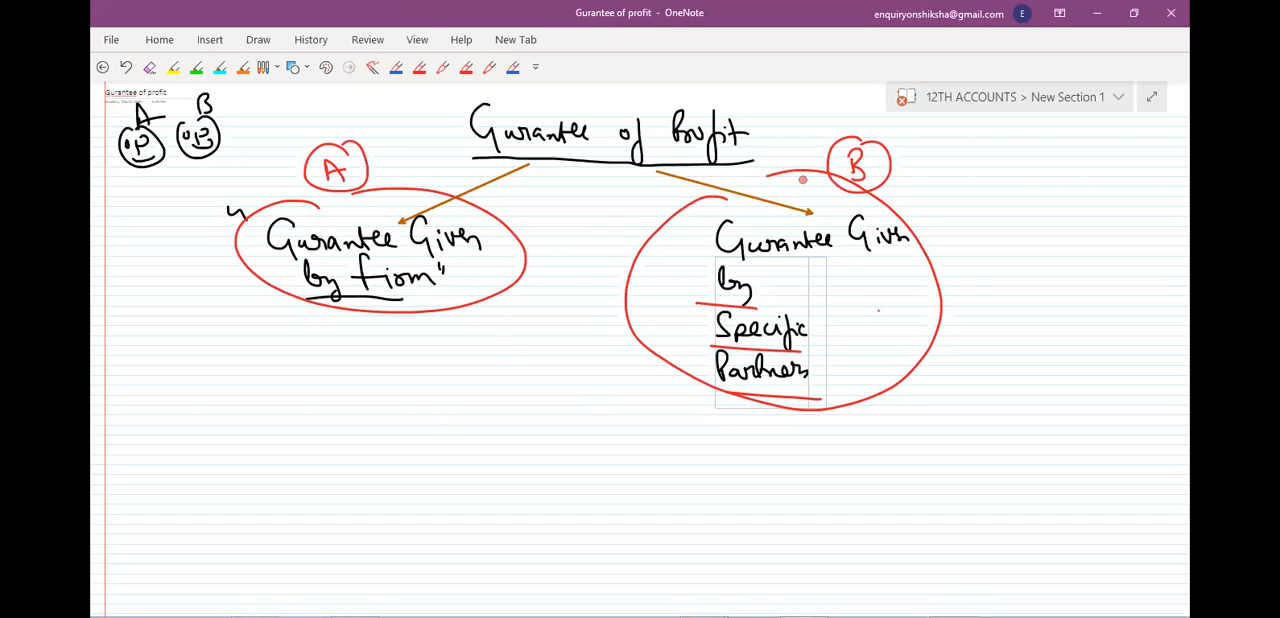 Gurantee of profit - OneNote
enquiryonshiksha@gmail.com E
File Home Insert Draw History Review View Help New Tab
Gurantee of profit
12TH ACCOUNTS > New Section 1
A B
P P
Gurantee of Profit
A
B
"Gurantee Given
by firm"
Gurantee Given
by
Specific
Partners